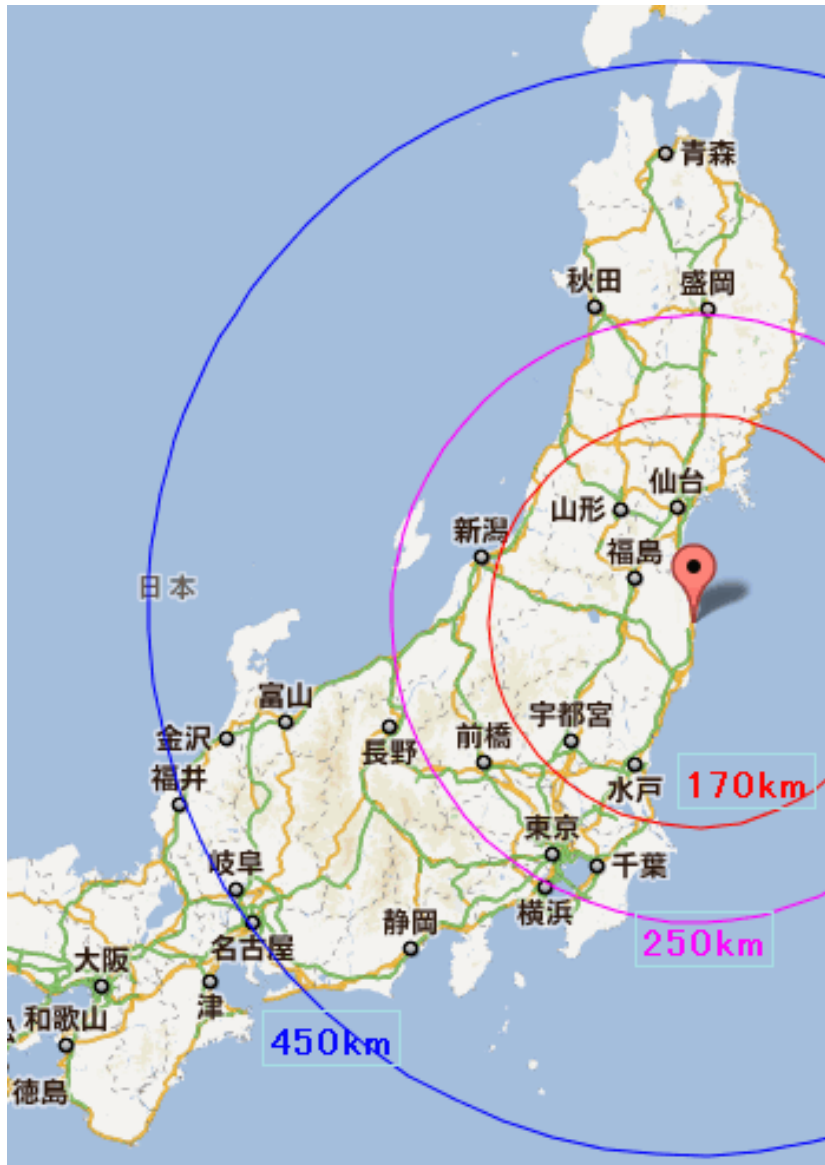 青森
秋田
盛岡
仙台
山形
新潟
福島
日本
富山
宇都宮
金沢
長野
前橋
福井
水戸
170km
東京
岐阜
千葉
横浜
名古屋
静岡
250km
大阪
津
和歌山
450km
徳島